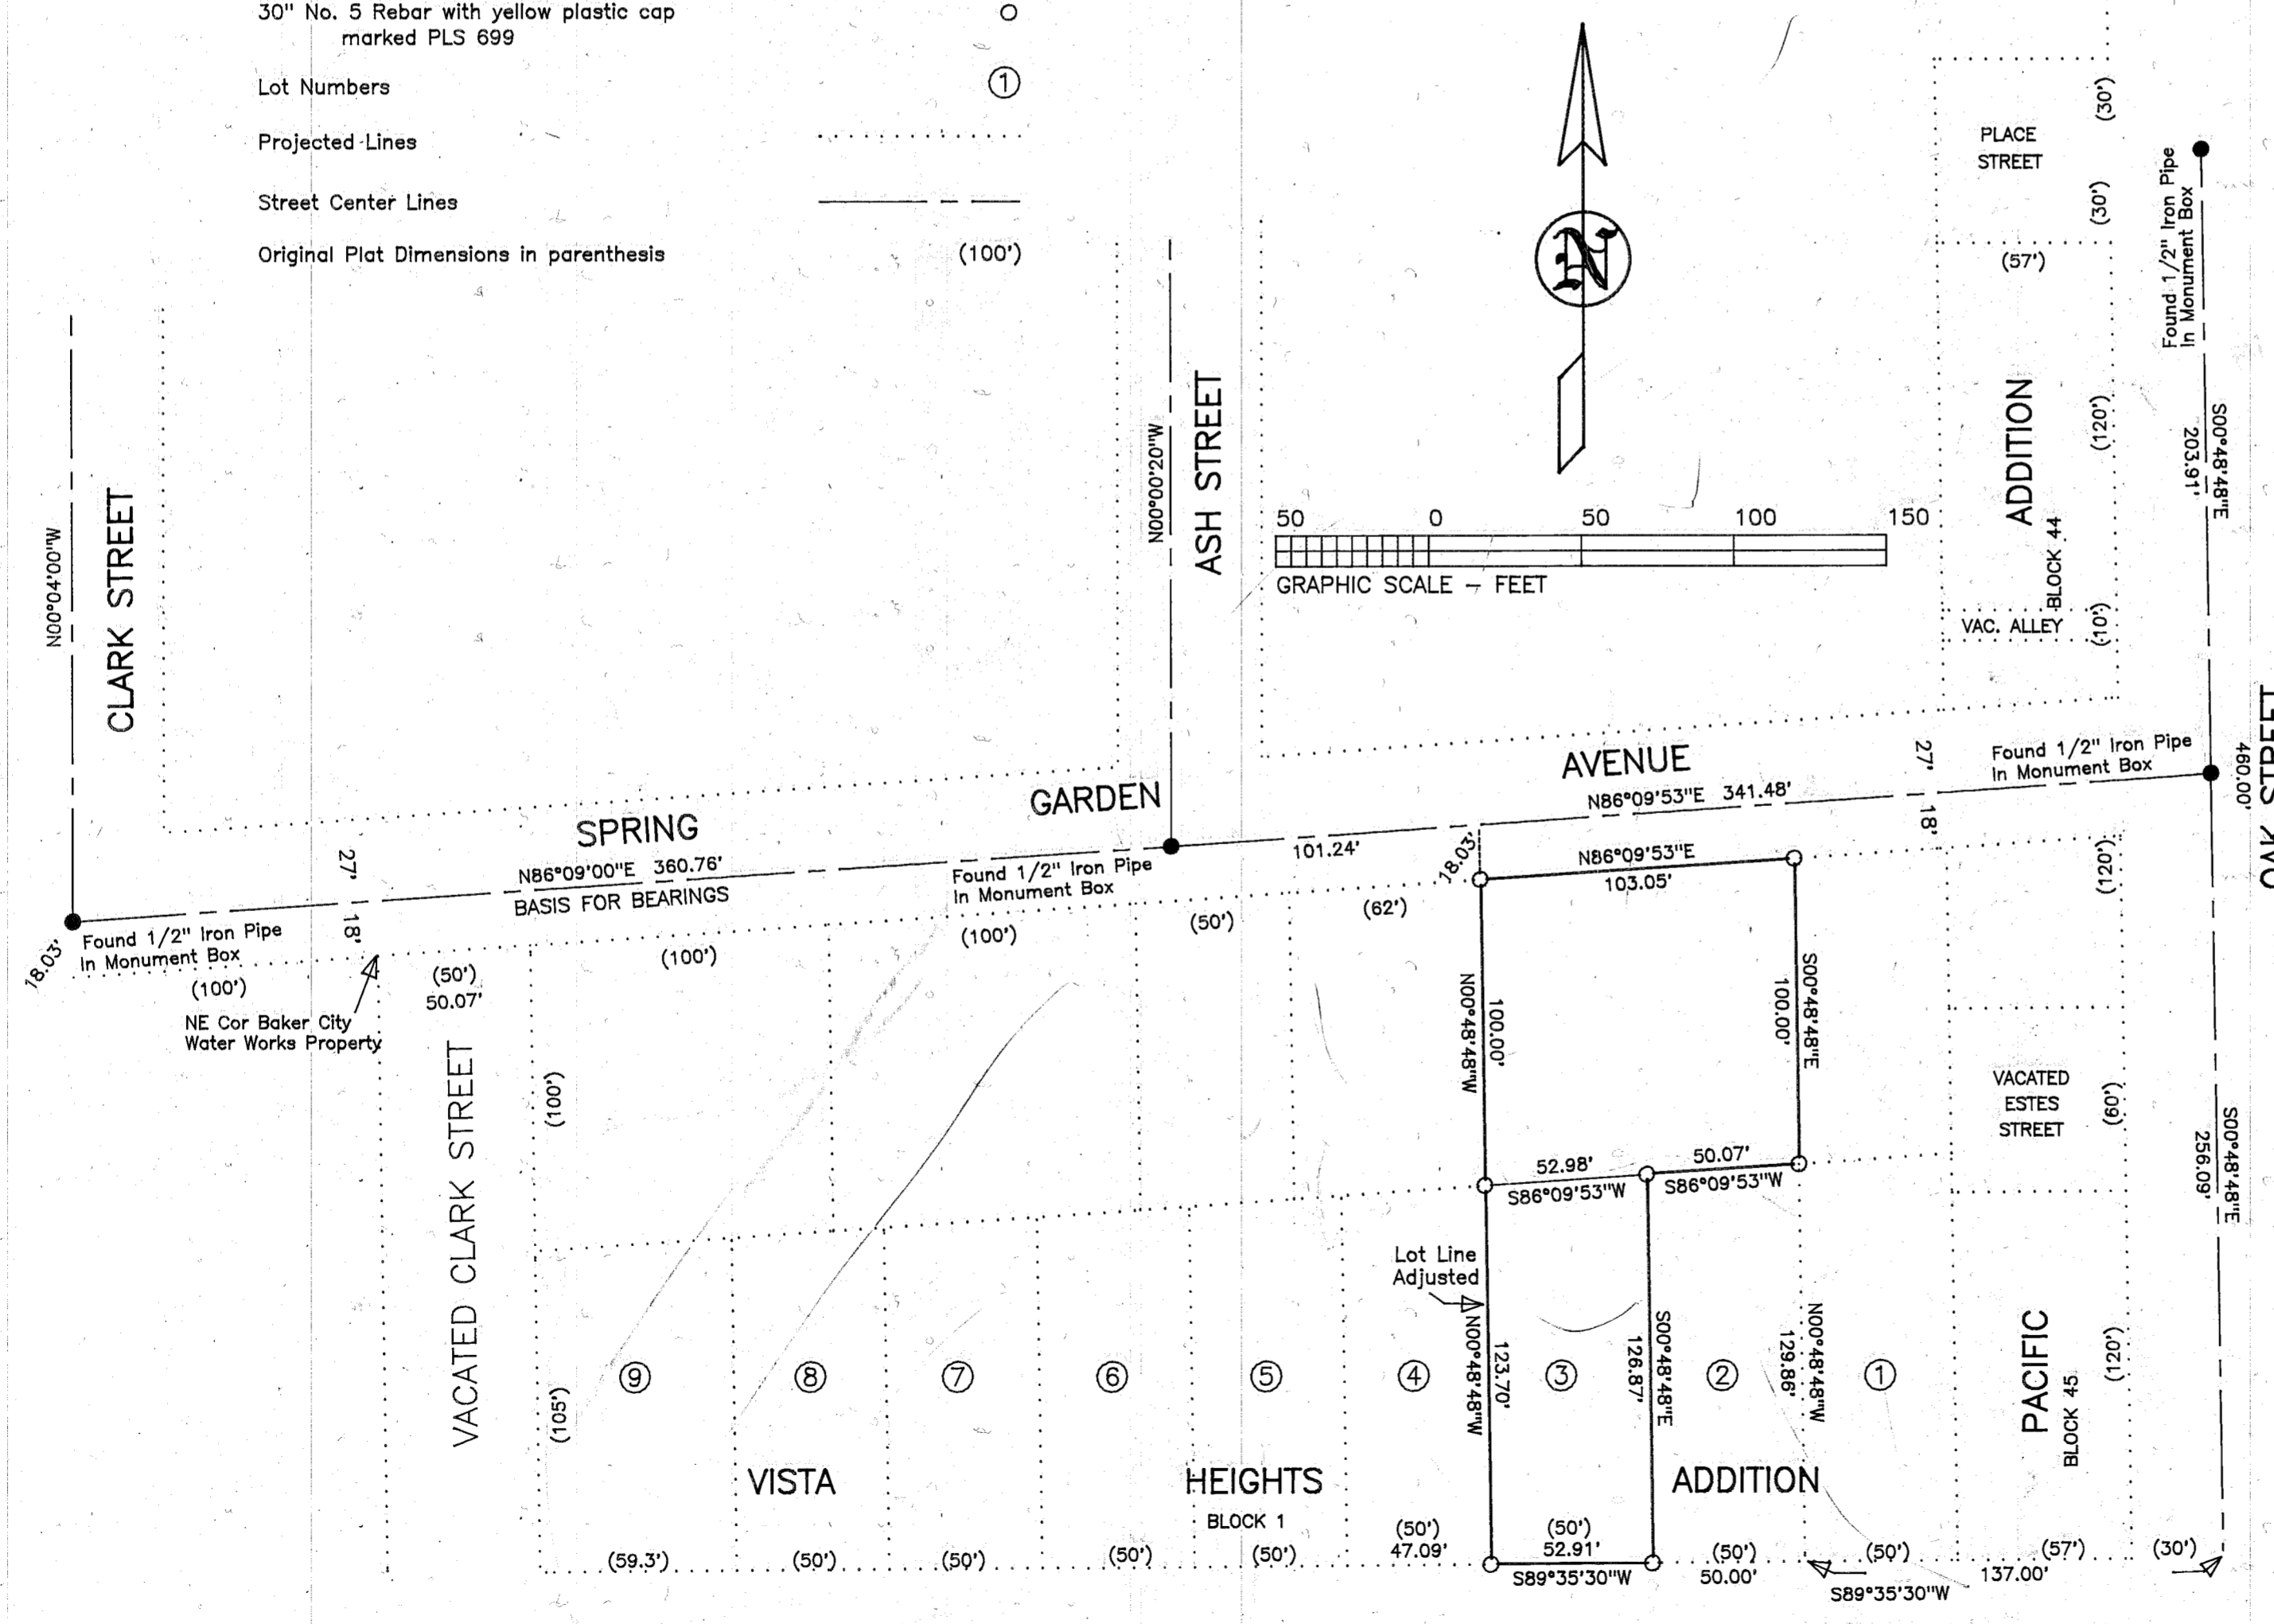 30" No. 5 Rebar with yellow plastic cap
marked PLS 699
Lot Numbers
1
Projected Lines
Street Center Lines
Original Plat Dimensions in parenthesis
(100')
N
PLACE
STREET
(30')
(30')
(57')
Found 1/2" Iron Pipe
In Monument Box
S00°48'48"E
203.91'
ADDITION
BLOCK 44
(120')
VAC. ALLEY
(10')
N00°04'00"W
CLARK STREET
N00°00'20"W
ASH STREET
50 0 50 100 150
GRAPHIC SCALE – FEET
SPRING
GARDEN
AVENUE
27'
18'
N86°09'00"E 360.76'
BASIS FOR BEARINGS
Found 1/2" Iron Pipe
In Monument Box
101.24'
N86°09'53"E 341.48'
27'
18'
Found 1/2" Iron Pipe
In Monument Box
460.00'
OAK STREET
18.03'
Found 1/2" Iron Pipe
In Monument Box
(100')
NE Cor Baker City
Water Works Property
(50')
50.07'
(100')
(100')
(50')
(62')
18.03'
N86°09'53"E
103.05'
(120')
VACATED CLARK STREET
(100')
N00°48'48"W
100.00'
S00°48'48"E
100.00'
VACATED
ESTES
STREET
(60')
S00°48'48"E
256.09'
52.98'
S86°09'53"W
50.07'
S86°09'53"W
Lot Line
Adjusted
(105')
9
8
7
6
5
4
N00°48'48"W
123.70'
3
S00°48'48"E
126.87'
2
N00°48'48"W
129.86'
1
PACIFIC
BLOCK 45
(120')
VISTA
HEIGHTS
ADDITION
BLOCK 1
(59.3')
(50')
(50')
(50')
(50')
(50')
47.09'
(50')
52.91'
S89°35'30"W
(50')
50.00'
(50')
S89°35'30"W
(57')
137.00'
(30')